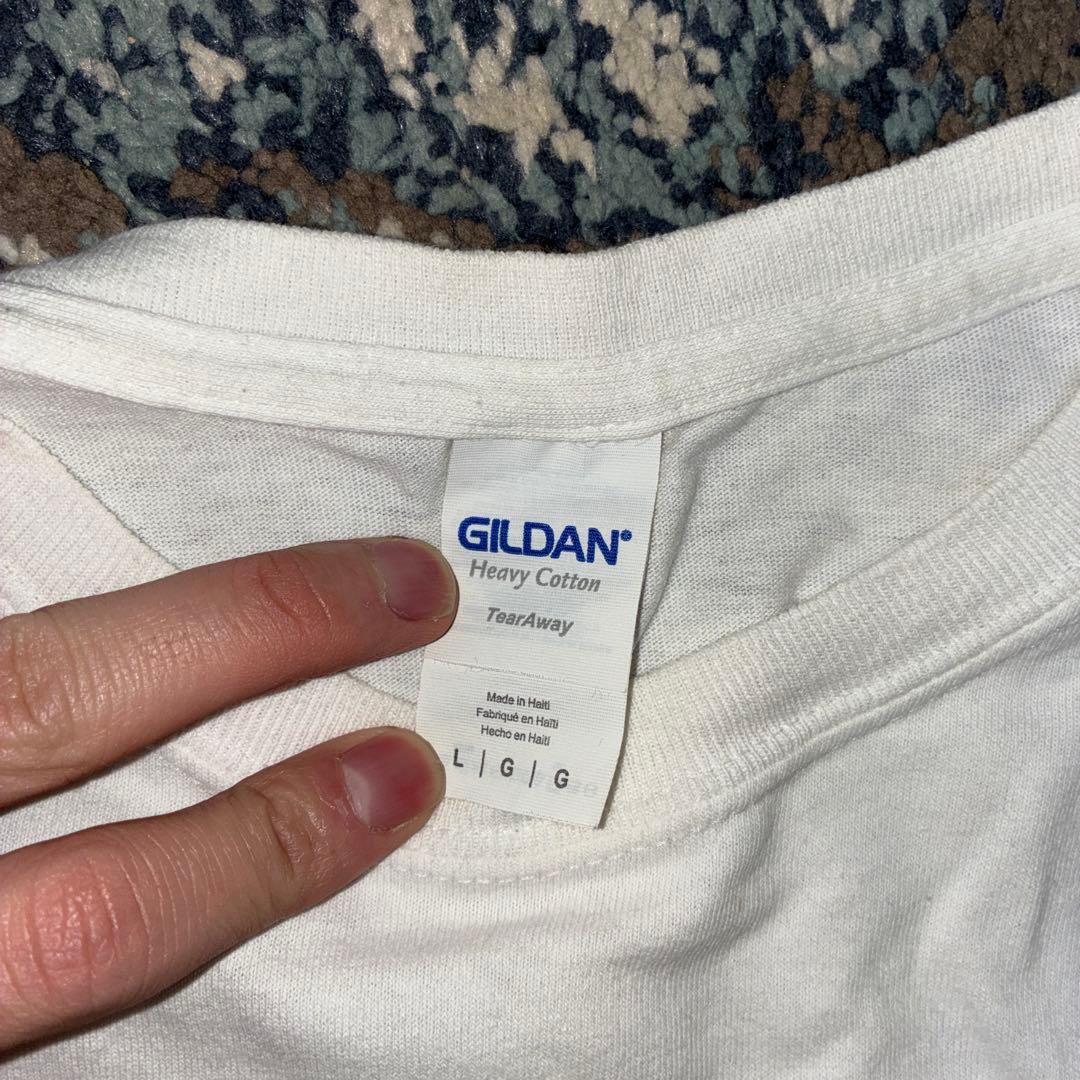 GILDAN®
Heavy Cotton
TearAway
Made in Haiti
Fabriqué en Haïti
Hecho en Haití
L | G | G